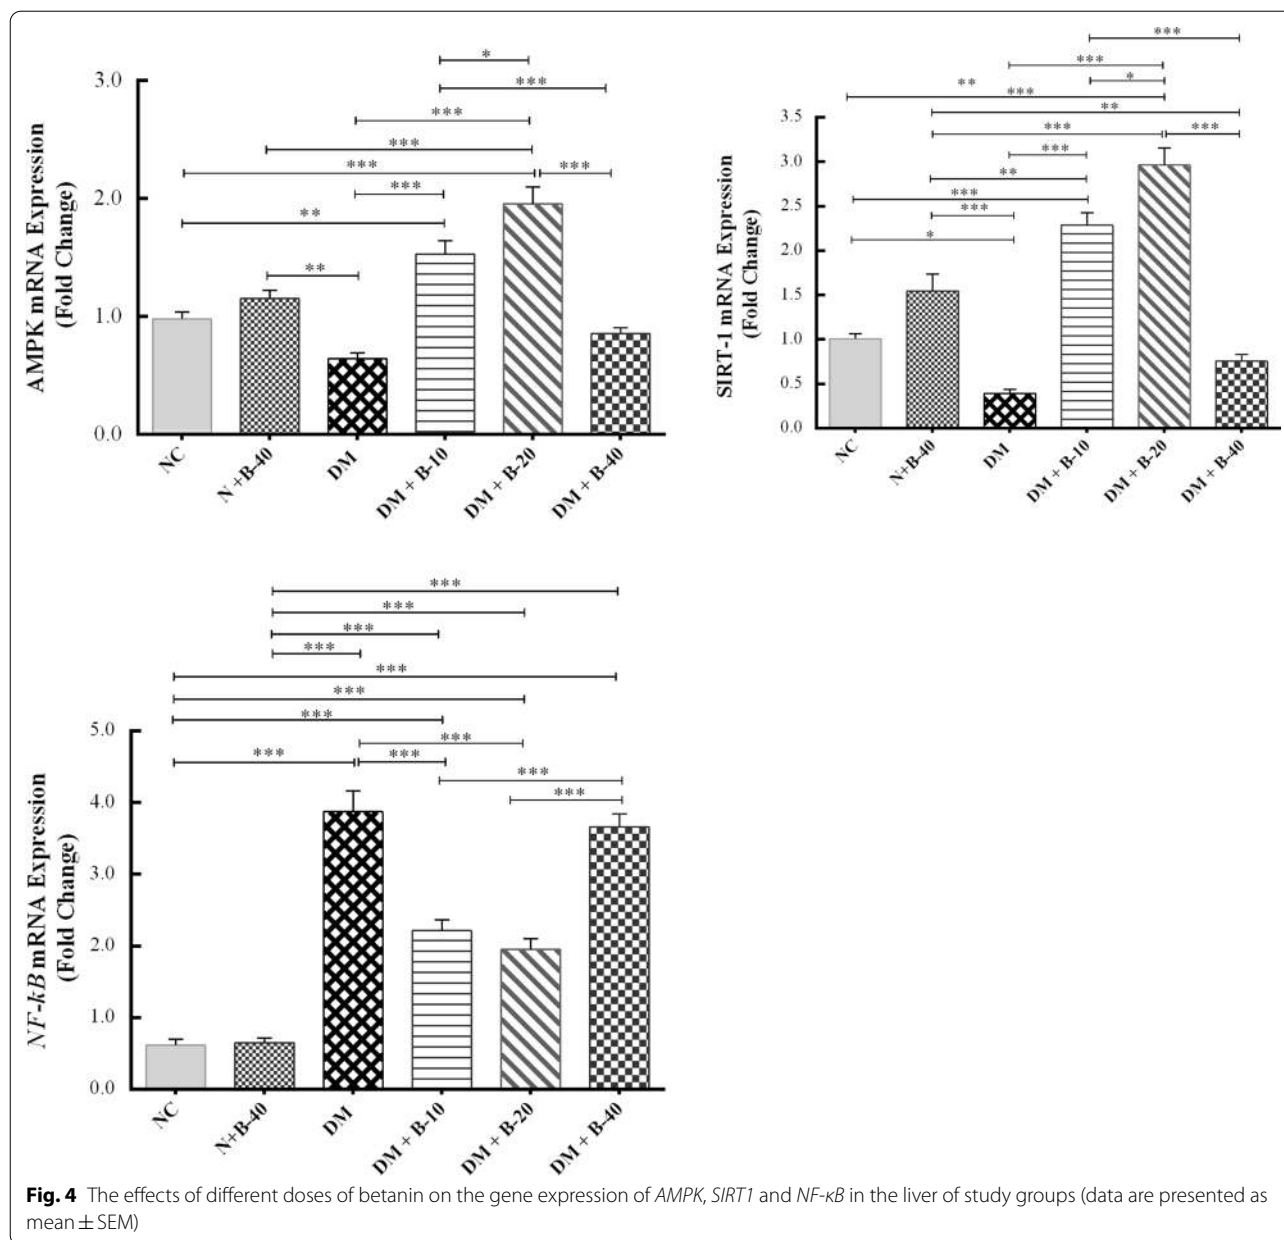 *
***
***
***
***
***
***
**
**
3.0
2.0
1.0
0.0
AMPK mRNA Expression
(Fold Change)
NC
N +B-40
DM
DM + B-10
DM + B-20
DM + B-40
***
***
*
**
***
**
***
***
***
**
***
***
*
3.5
3.0
2.5
2.0
1.5
1.0
0.5
0.0
SIRT-1 mRNA Expression
(Fold Change)
NC
N+B-40
DM
DM + B-10
DM + B-20
DM + B-40
***
***
***
***
***
***
***
***
***
***
***
***
5.0
4.0
3.0
2.0
1.0
0.0
NF-kB mRNA Expression
(Fold Change)
NC
N+B-40
DM
DM + B-10
DM + B-20
DM + B-40
Fig. 4 The effects of different doses of betanin on the gene expression of AMPK, SIRT1 and NF-κB in the liver of study groups (data are presented as
mean ± SEM)